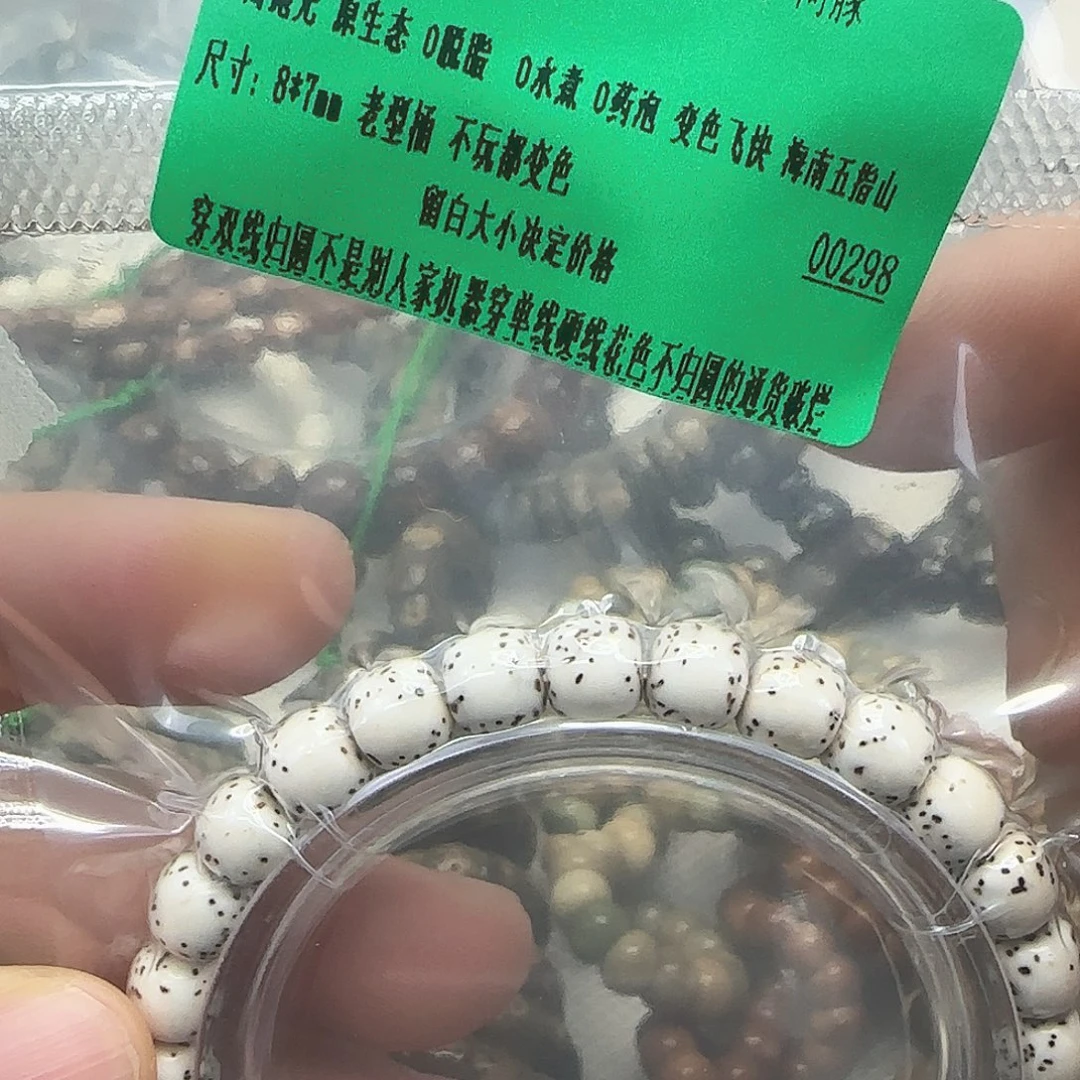 原生态 0脱脂 0水煮 0药泡 变色飞快 海南五指山
尺寸: 8*7mm 老型桶 不玩都变色
留白大小决定价格
00298
穿双线归圆不是别人家机器穿单线硬线花色不归圆的通货破烂